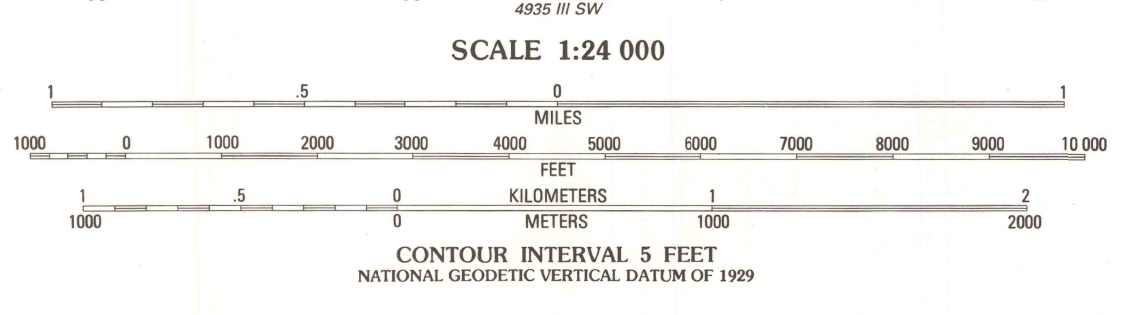 4935 III SW
SCALE 1:24 000
1 .5 0 1
MILES
1000 0 1000 2000 3000 4000 5000 6000 7000 8000 9000 10 000
FEET
1 .5 0 KILOMETERS 1 2
1000 0 METERS 1000 2000
CONTOUR INTERVAL 5 FEET
NATIONAL GEODETIC VERTICAL DATUM OF 1929